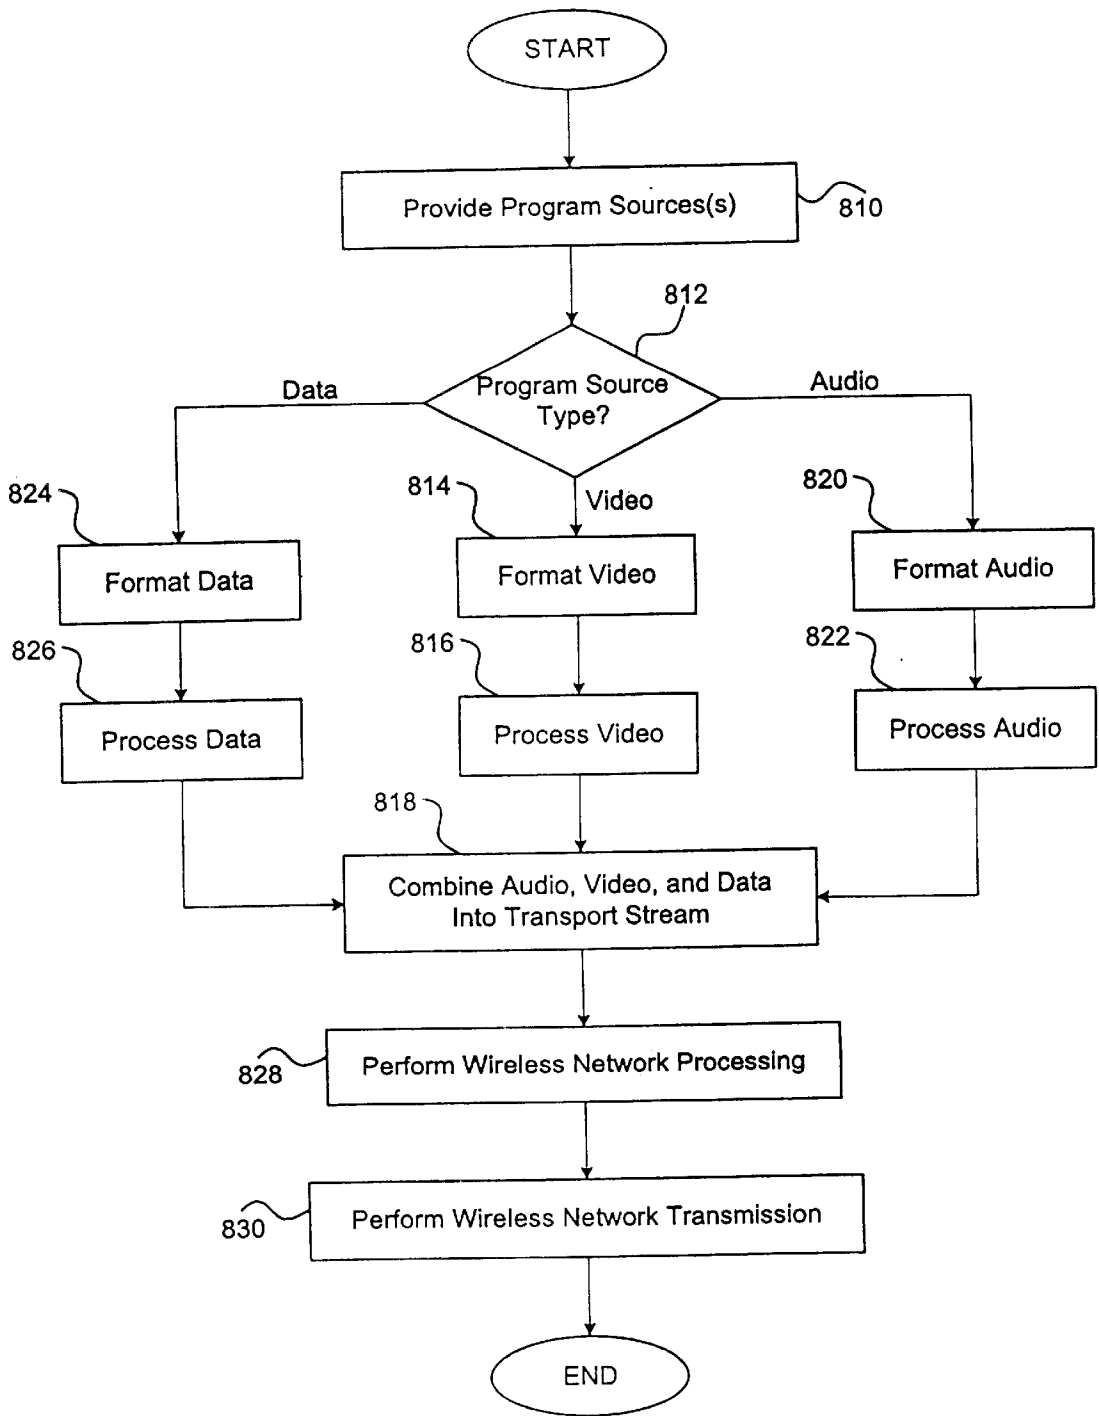 START
Provide Program Sources(s)
810
812
Program Source
Type?
Data
Audio
Video
824
814
820
Format Data
Format Video
Format Audio
826
816
822
Process Data
Process Video
Process Audio
818
Combine Audio, Video, and Data
Into Transport Stream
828
Perform Wireless Network Processing
830
Perform Wireless Network Transmission
END